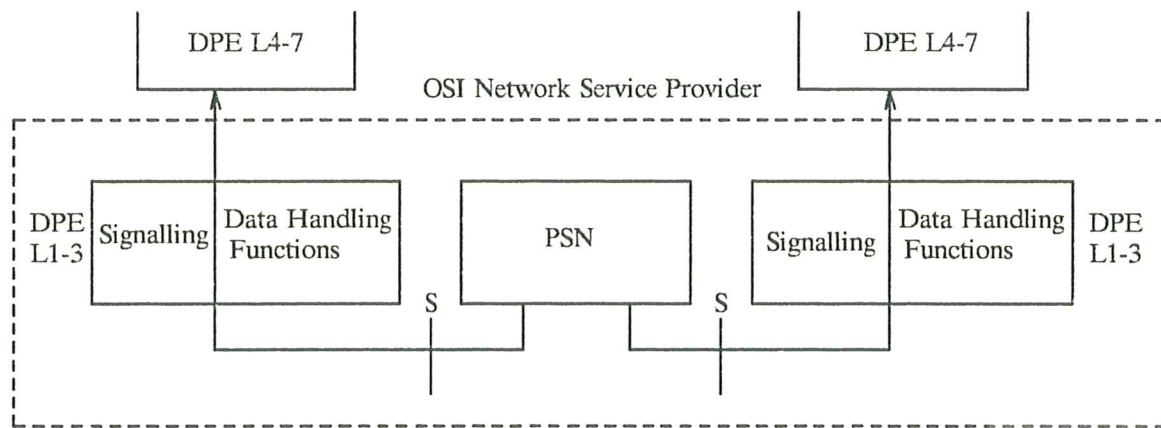 DPE L4-7
DPE L4-7
OSI Network Service Provider
DPE
L1-3
Signalling
Data Handling
Functions
S
PSN
S
Signalling
Data Handling
Functions
DPE
L1-3